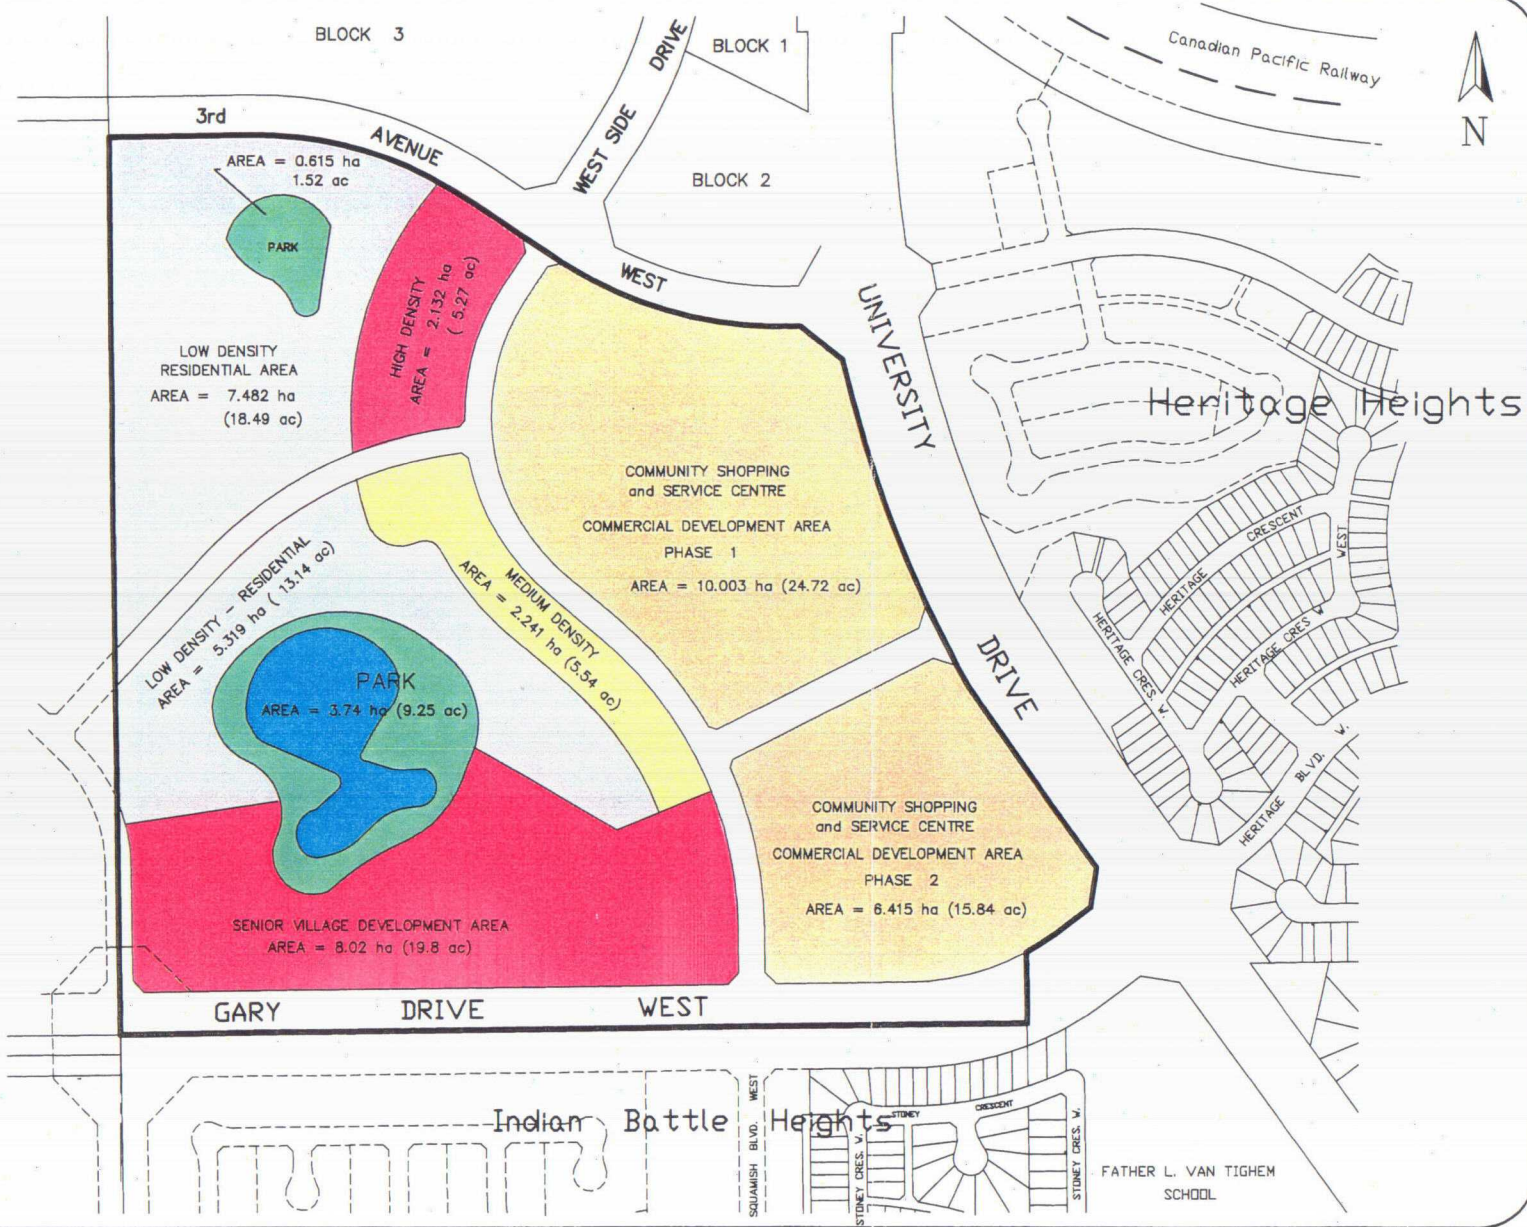 BLOCK 3
BLOCK 1
WEST SIDE DRIVE
Canadian Pacific Railway
N
3rd AVENUE WEST
BLOCK 2
AREA = 0.615 ha
1.52 ac
PARK
HIGH DENSITY
AREA = 2.132 ha
( 5.27 ac)
LOW DENSITY
RESIDENTIAL AREA
AREA = 7.482 ha
(18.49 ac)
UNIVERSITY DRIVE
Heritage Heights
COMMUNITY SHOPPING
and SERVICE CENTRE
COMMERCIAL DEVELOPMENT AREA
PHASE 1
AREA = 10.003 ha (24.72 ac)
HERITAGE CRESCENT WEST
HERITAGE CRES. W.
HERITAGE CRES W
HERITAGE BLVD. W.
LOW DENSITY - RESIDENTIAL
AREA = 5.319 ha ( 13.14 ac)
MEDIUM DENSITY
AREA = 2.241 ha (5.54 ac)
PARK
AREA = 3.74 ha (9.25 ac)
COMMUNITY SHOPPING
and SERVICE CENTRE
COMMERCIAL DEVELOPMENT AREA
PHASE 2
AREA = 6.415 ha (15.84 ac)
SENIOR VILLAGE DEVELOPMENT AREA
AREA = 8.02 ha (19.8 ac)
GARY DRIVE WEST
Indian Battle Heights
SQUAMISH BLVD. WEST
STONEY CRESCENT
STONEY CRES. W.
STONEY CRES. W.
FATHER L. VAN TIGHEM
SCHOOL